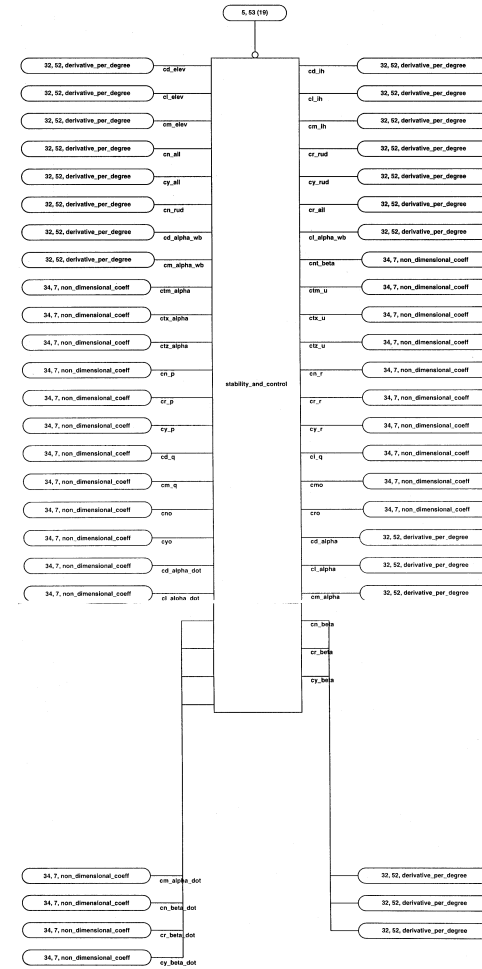 5, 53 (19)
32, 52, derivative_per_degree cd_elev cd_ih 32, 52, derivative_per_degree
32, 52, derivative_per_degree cl_elev cl_ih 32, 52, derivative_per_degree
32, 52, derivative_per_degree cm_elev cm_ih 32, 52, derivative_per_degree
32, 52, derivative_per_degree cn_ail cr_rud 32, 52, derivative_per_degree
32, 52, derivative_per_degree cy_ail cy_rud 32, 52, derivative_per_degree
32, 52, derivative_per_degree cn_rud cr_ail 32, 52, derivative_per_degree
32, 52, derivative_per_degree cd_alpha_wb cl_alpha_wb 32, 52, derivative_per_degree
32, 52, derivative_per_degree cm_alpha_wb cnt_beta 34, 7, non_dimensional_coeff
34, 7, non_dimensional_coeff ctm_alpha ctm_u 34, 7, non_dimensional_coeff
34, 7, non_dimensional_coeff ctx_alpha ctx_u 34, 7, non_dimensional_coeff
34, 7, non_dimensional_coeff ctz_alpha ctz_u 34, 7, non_dimensional_coeff
34, 7, non_dimensional_coeff cn_p cn_r 34, 7, non_dimensional_coeff
stability_and_control
34, 7, non_dimensional_coeff cr_p cr_r 34, 7, non_dimensional_coeff
34, 7, non_dimensional_coeff cy_p cy_r 34, 7, non_dimensional_coeff
34, 7, non_dimensional_coeff cd_q cl_q 34, 7, non_dimensional_coeff
34, 7, non_dimensional_coeff cm_q cmo 34, 7, non_dimensional_coeff
34, 7, non_dimensional_coeff cno cro 34, 7, non_dimensional_coeff
34, 7, non_dimensional_coeff cyo cd_alpha 32, 52, derivative_per_degree
34, 7, non_dimensional_coeff cd_alpha_dot cl_alpha 32, 52, derivative_per_degree
34, 7, non_dimensional_coeff cl_alpha_dot cm_alpha 32, 52, derivative_per_degree
cn_beta
cr_beta
cy_beta
34, 7, non_dimensional_coeff cm_alpha_dot 32, 52, derivative_per_degree
34, 7, non_dimensional_coeff cn_beta_dot 32, 52, derivative_per_degree
34, 7, non_dimensional_coeff cr_beta_dot 32, 52, derivative_per_degree
34, 7, non_dimensional_coeff cy_beta_dot